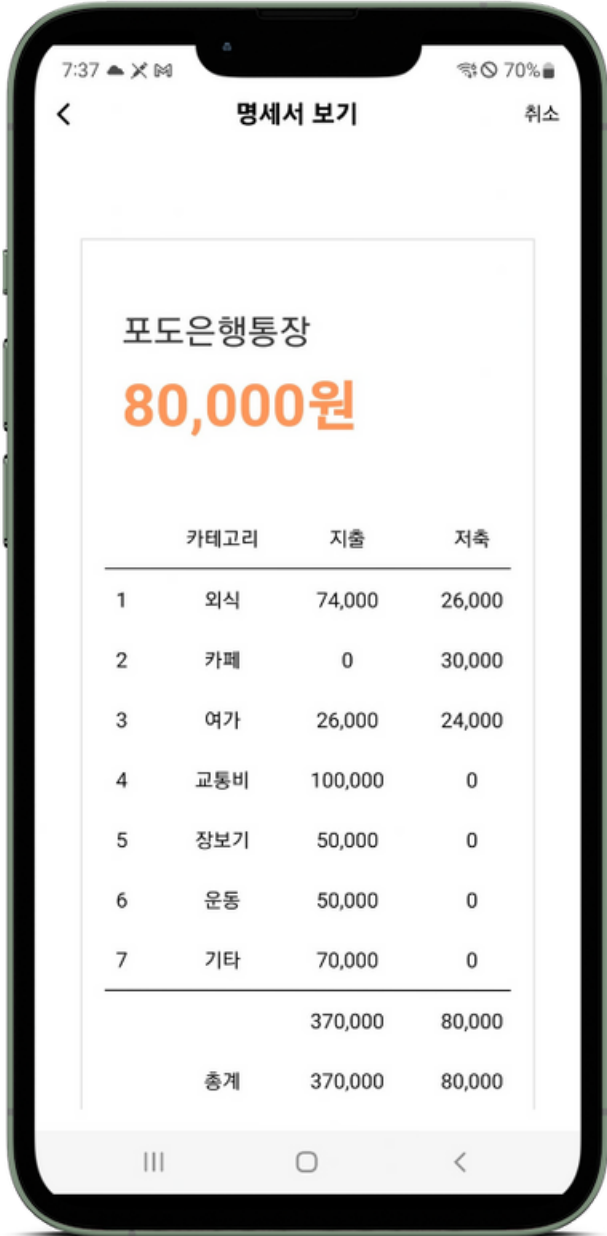 7:37 70%
명세서 보기 취소
포도은행통장
80,000원
카테고리 지출 저축
1 외식 74,000 26,000
2 카페 0 30,000
3 여가 26,000 24,000
4 교통비 100,000 0
5 장보기 50,000 0
6 운동 50,000 0
7 기타 70,000 0
370,000 80,000
총계 370,000 80,000